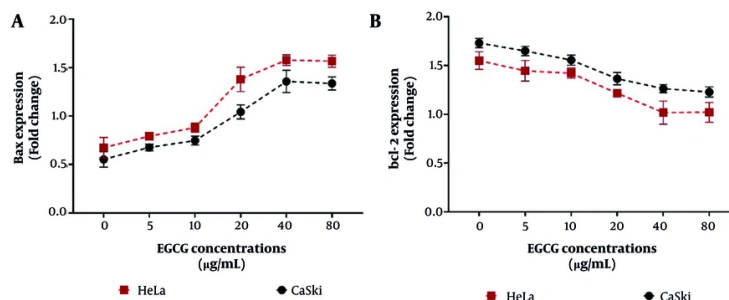 A
Bax expression
(Fold change)
2.0
1.5
1.0
0.5
0.0
0 5 10 20 40 80
EGCG concentrations
(µg/mL)
HeLa CaSki
B
bcl-2 expression
(Fold change)
2.0
1.5
1.0
0.5
0.0
0 5 10 20 40 80
EGCG concentrations
(µg/mL)
HeLa CaSki